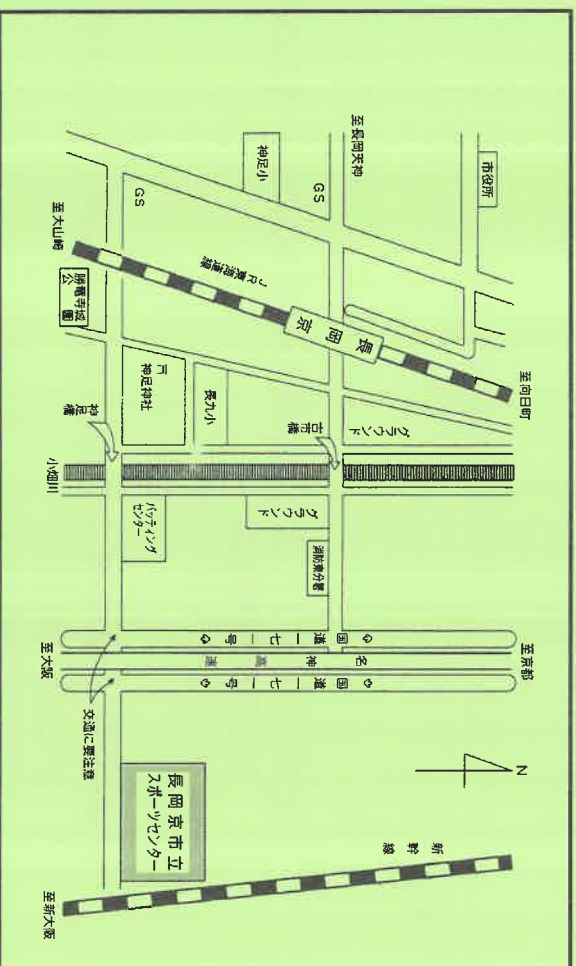 市役所
至長岡天神
神足小
GS
GS
至大山崎
JR東海道線
長岡京
至向日町
勝竜寺城
公園
神足神社
長九小
神足橋
古市橋
グラウンド
小畑川
バッティング
センター
グラウンド
消防東分署
至京都
国道一七一号
名神高速
国道一七一号
至大阪
交通に要注意
N
長岡京市立
スポーツセンター
新幹線
至新大阪